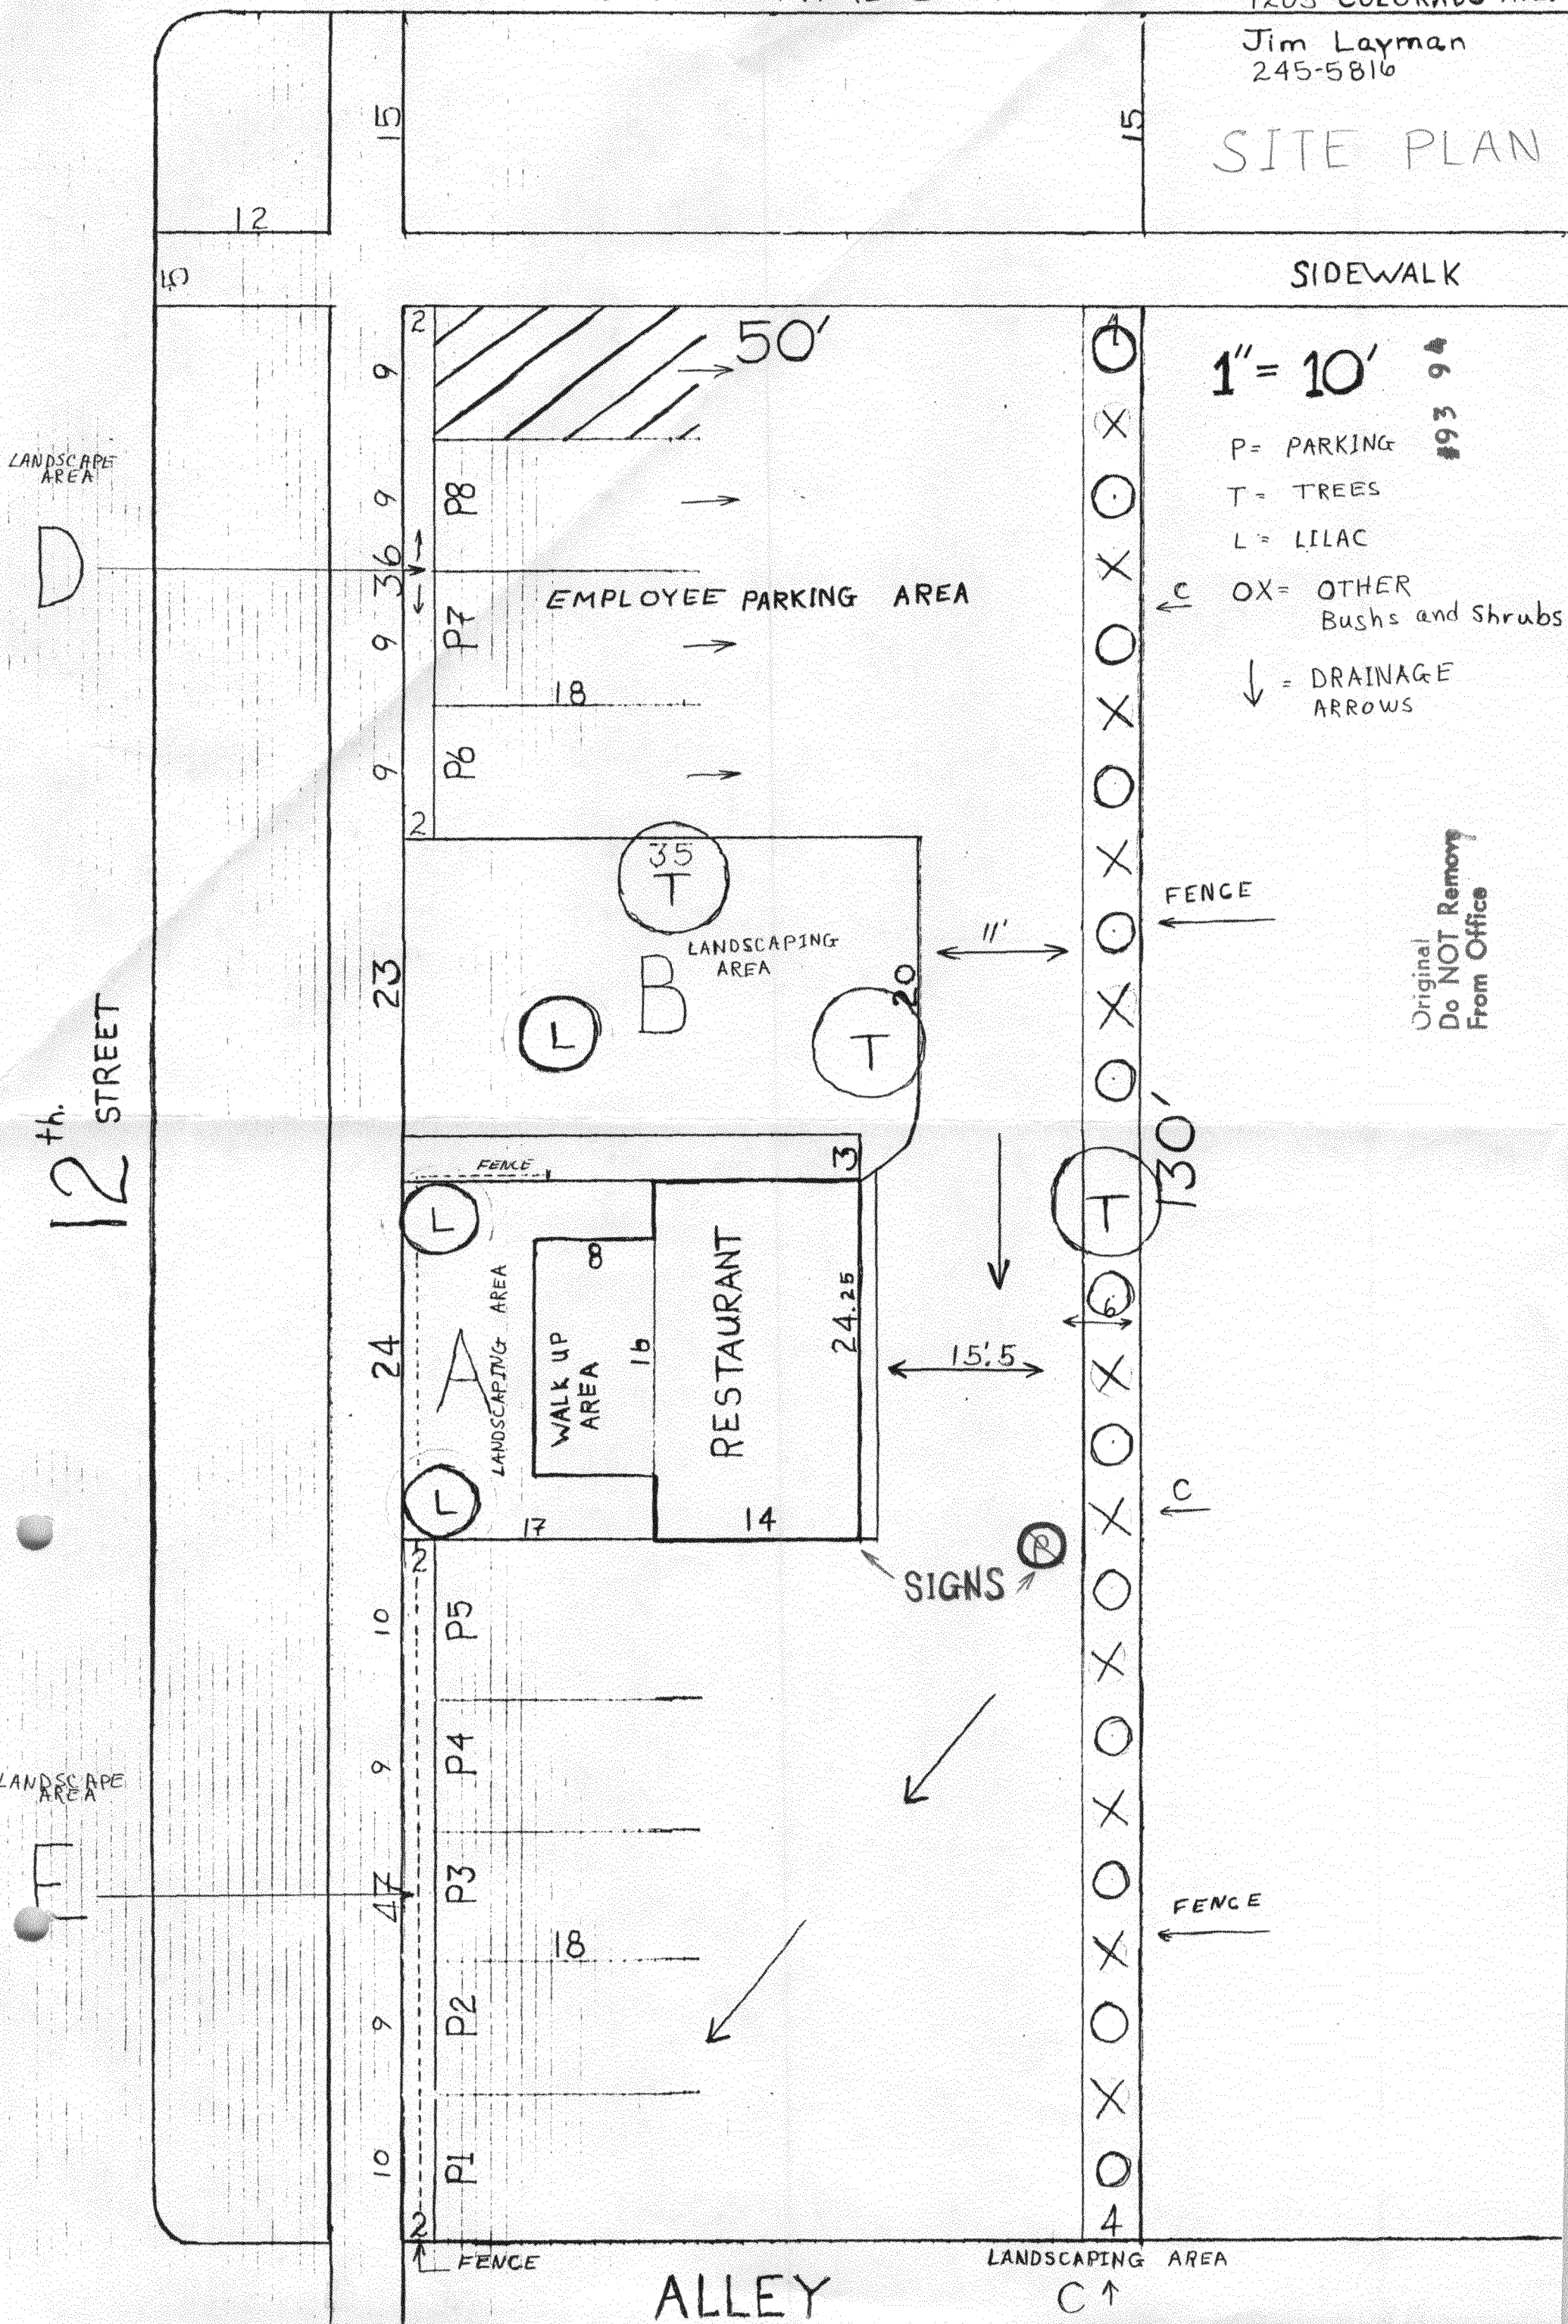 Jim Layman
245-5816
SITE PLAN
15
15
12
5
SIDEWALK
2
50'
4
1" = 10'
#93 94
9
P = PARKING
T = TREES
L = LILAC
OX = OTHER
Bushs and Shrubs
↓ = DRAINAGE
ARROWS
LANDSCAPE
AREA
D
9
P8
36
EMPLOYEE PARKING AREA
C
9
P7
18
9
P6
2
35
T
FENCE
LANDSCAPING
AREA
B
11'
23
20
L
T
Original
Do NOT Remove
From Office
12th.
STREET
130'
FENCE
3
L
T
8
6
LANDSCAPING AREA
A
WALK UP
AREA
16
RESTAURANT
24.25
24
15'.5
L
17
14
C
2
SIGNS
10
P5
9
P4
LANDSCAPE
AREA
E
47
P3
FENCE
18
9
P2
10
P1
2
4
FENCE
LANDSCAPING AREA
ALLEY
C ↑